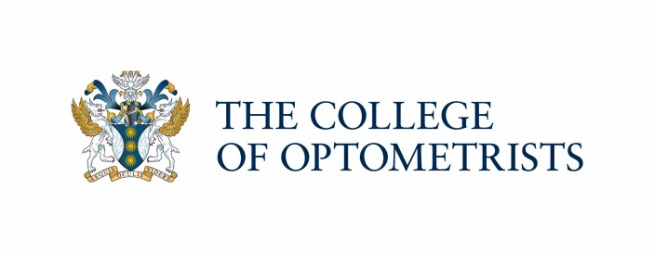 THE COLLEGE
OF OPTOMETRISTS